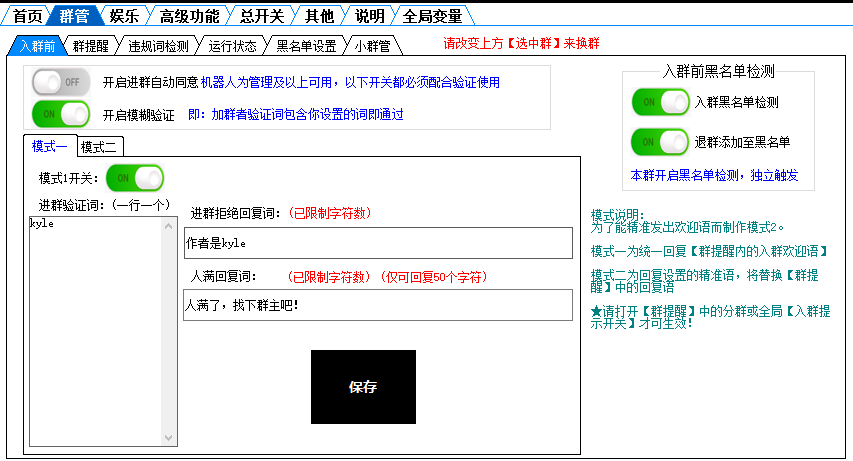 首页 群管 娱乐 高级功能 总开关 其他 说明 全局变量
入群前 群提醒 违规词检测 运行状态 黑名单设置 小群管 请改变上方【选中群】来换群
OFF 开启进群自动同意 机器人为管理及以上可用，以下开关都必须配合验证使用
ON 开启模糊验证 即：加群者验证词包含你设置的词即通过
模式一 模式二
模式1开关： ON
进群验证词：（一行一个）
kyle
进群拒绝回复词：（已限制字符数）
作者是kyle
人满回复词： （已限制字符数）（仅可回复50个字符）
人满了，找下群主吧！
保存
入群前黑名单检测
ON 入群黑名单检测
ON 退群添加至黑名单
本群开启黑名单检测，独立触发
模式说明：
为了能精准发出欢迎语而制作模式2。
模式一为统一回复【群提醒内的入群欢迎语】
模式二为回复设置的精准语，将替换【群提
醒】中的回复语
★请打开【群提醒】中的分群或全局【入群提
示开关】才可生效！